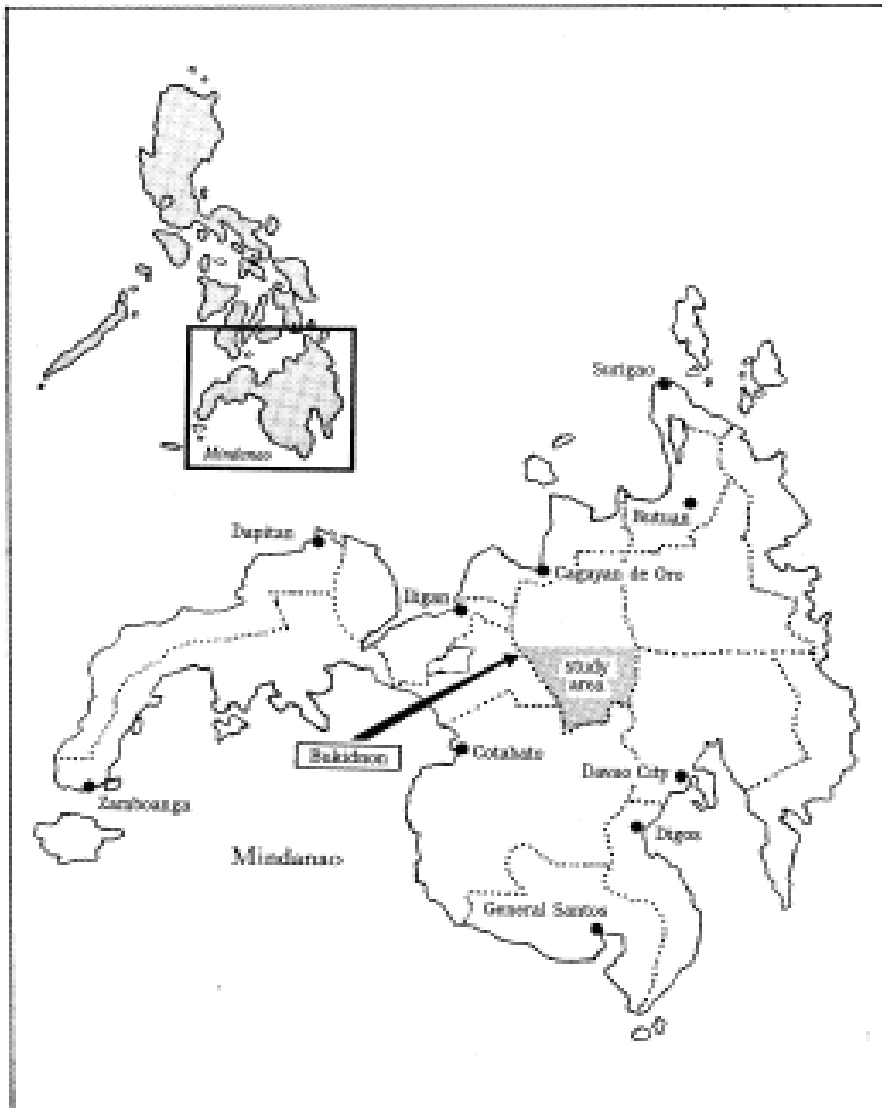 Mindanao
Surigao
Butuan
Dapitan
Cagayan de Oro
Iligan
study
area
Bukidnon
Cotabato
Davao City
Zamboanga
Digos
Mindanao
General Santos